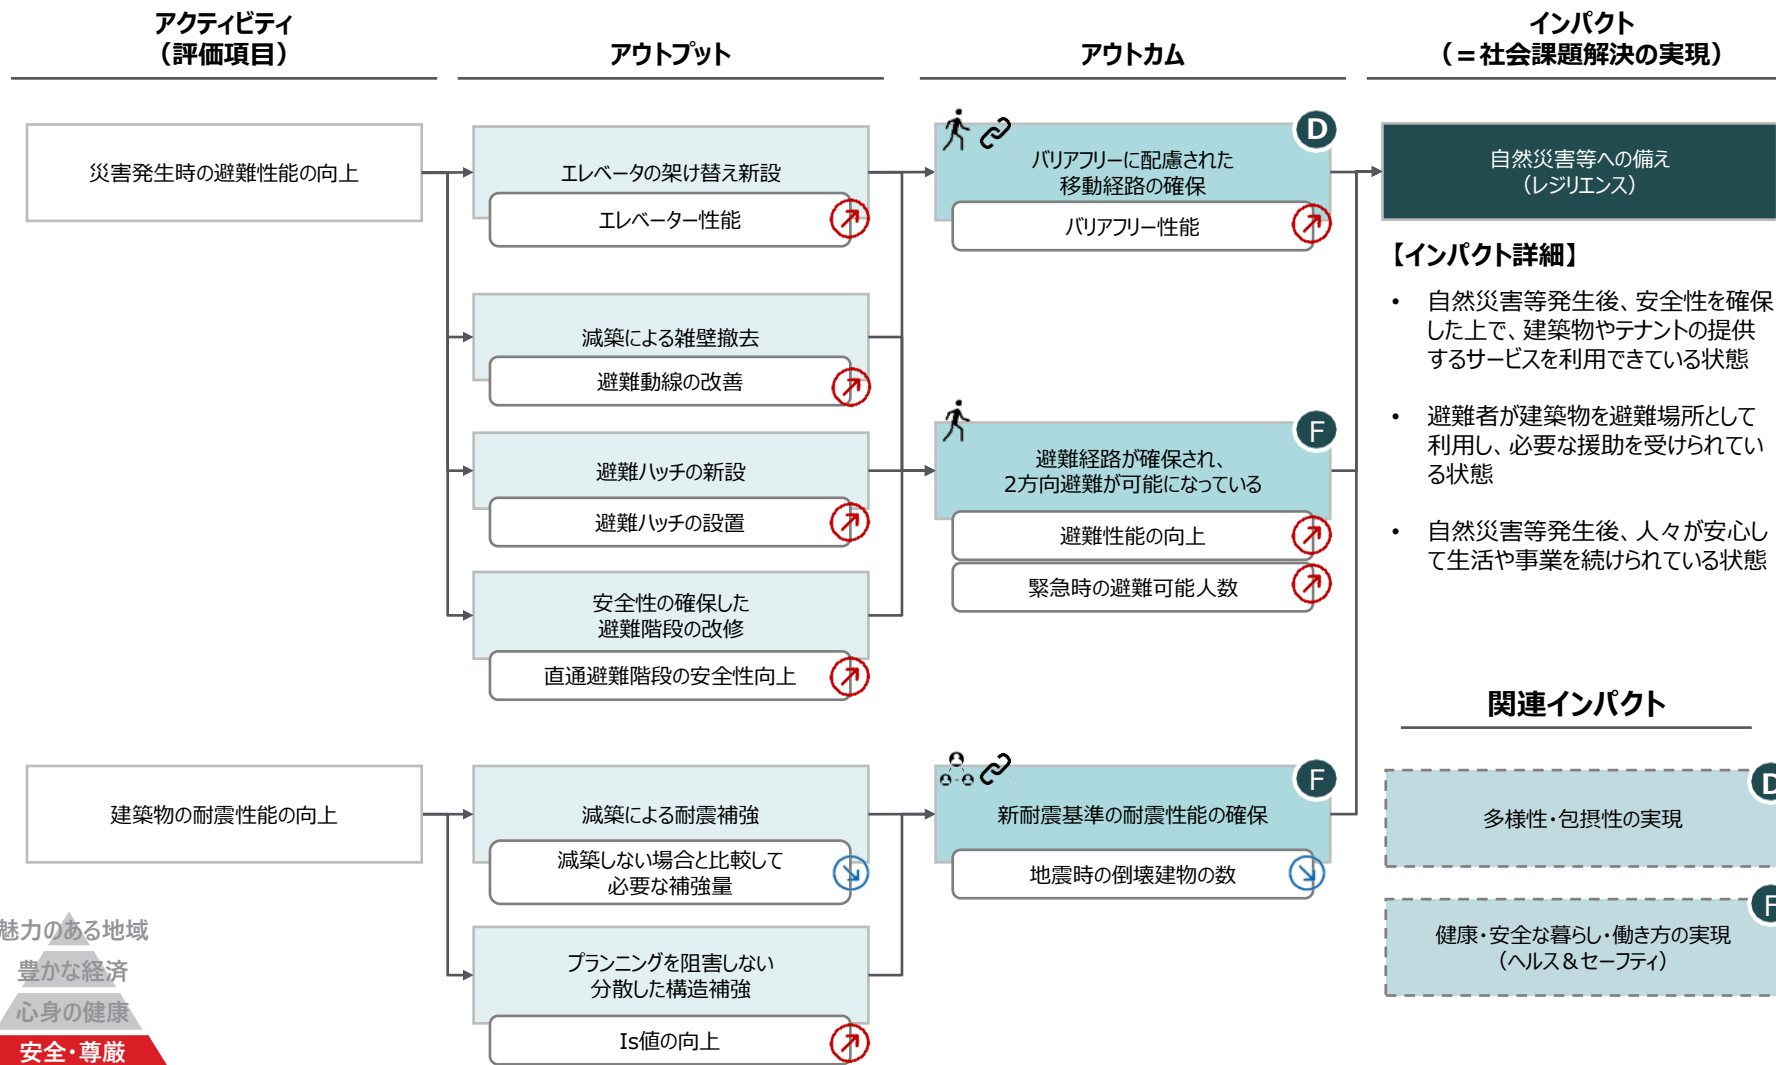 アクティビティ
（評価項目）
アウトプット
アウトカム
インパクト
（＝社会課題解決の実現）
災害発生時の避難性能の向上
エレベータの架け替え新設
エレベーター性能
減築による雑壁撤去
避難動線の改善
避難ハッチの新設
避難ハッチの設置
安全性の確保した
避難階段の改修
直通避難階段の安全性向上
D
バリアフリーに配慮された
移動経路の確保
バリアフリー性能
F
避難経路が確保され、
2方向避難が可能になっている
避難性能の向上
緊急時の避難可能人数
自然災害等への備え
（レジリエンス）
【インパクト詳細】
• 自然災害等発生後、安全性を確保
した上で、建築物やテナントの提供
するサービスを利用できている状態
• 避難者が建築物を避難場所として
利用し、必要な援助を受けられてい
る状態
• 自然災害等発生後、人々が安心し
て生活や事業を続けられている状態
建築物の耐震性能の向上
減築による耐震補強
減築しない場合と比較して
必要な補強量
プランニングを阻害しない
分散した構造補強
Is値の向上
F
新耐震基準の耐震性能の確保
地震時の倒壊建物の数
関連インパクト
D
多様性・包摂性の実現
F
健康・安全な暮らし・働き方の実現
（ヘルス＆セーフティ）
魅力のある地域
豊かな経済
心身の健康
安全・尊厳